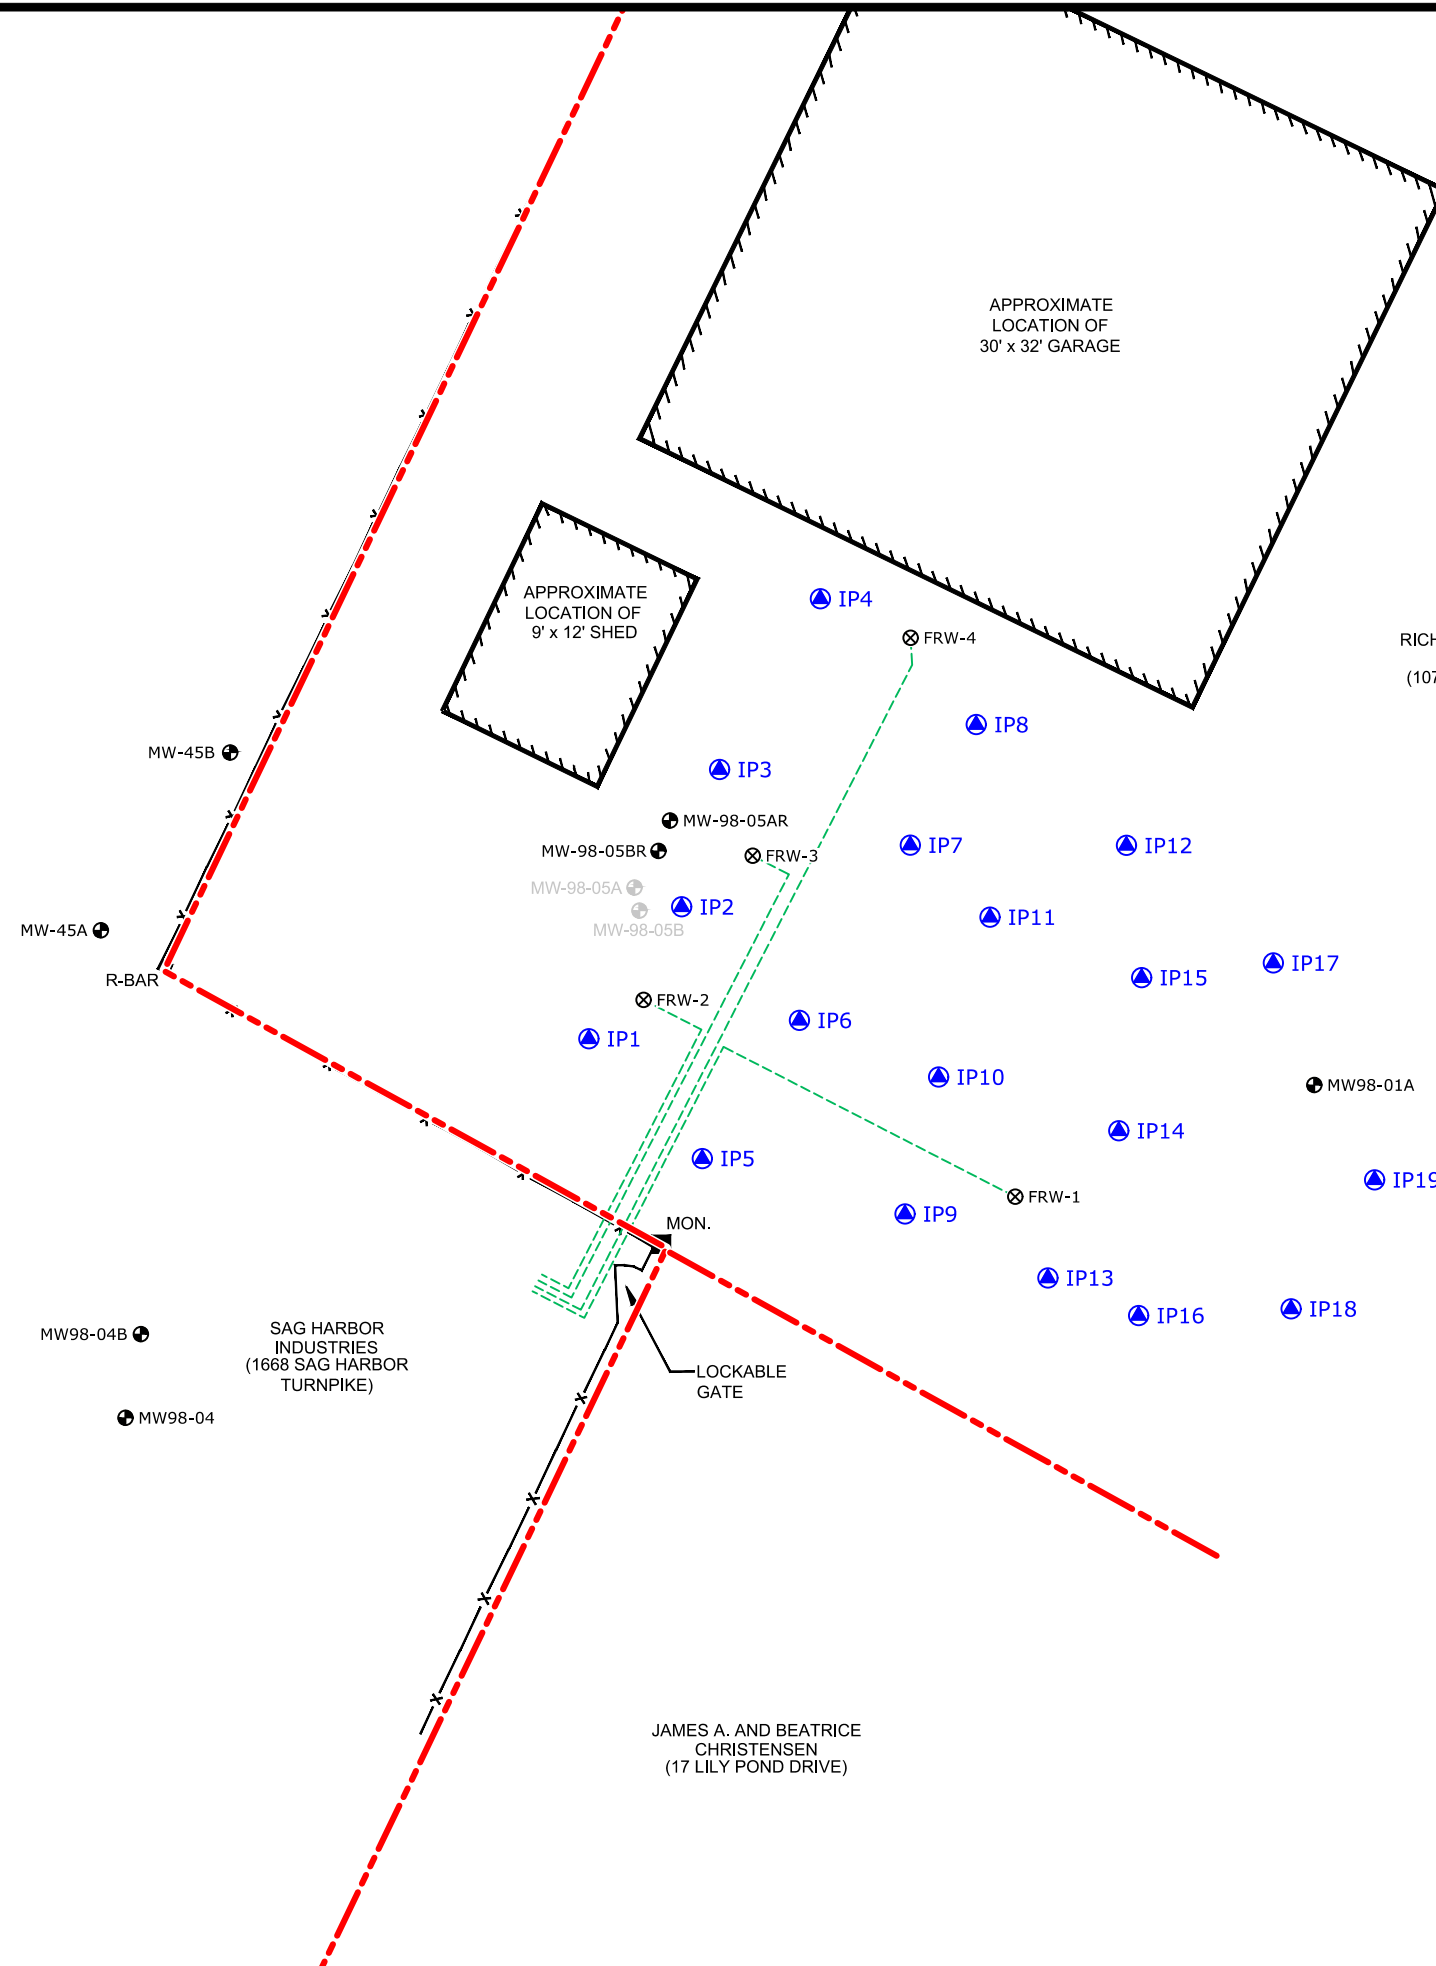 APPROXIMATE
LOCATION OF
30' x 32' GARAGE
APPROXIMATE
LOCATION OF
9' x 12' SHED
IP4
FRW-4
RICH
(107
IP8
MW-45B
IP3
MW-98-05AR
MW-98-05BR
FRW-3
IP7
IP12
MW-98-05A
IP2
MW-98-05B
IP11
MW-45A
R-BAR
IP15
IP17
FRW-2
IP1
IP6
IP10
MW98-01A
IP14
IP5
IP19
FRW-1
IP9
MON.
IP13
IP16
IP18
MW98-04B
SAG HARBOR
INDUSTRIES
(1668 SAG HARBOR
TURNPIKE)
LOCKABLE
GATE
MW98-04
JAMES A. AND BEATRICE
CHRISTENSEN
(17 LILY POND DRIVE)